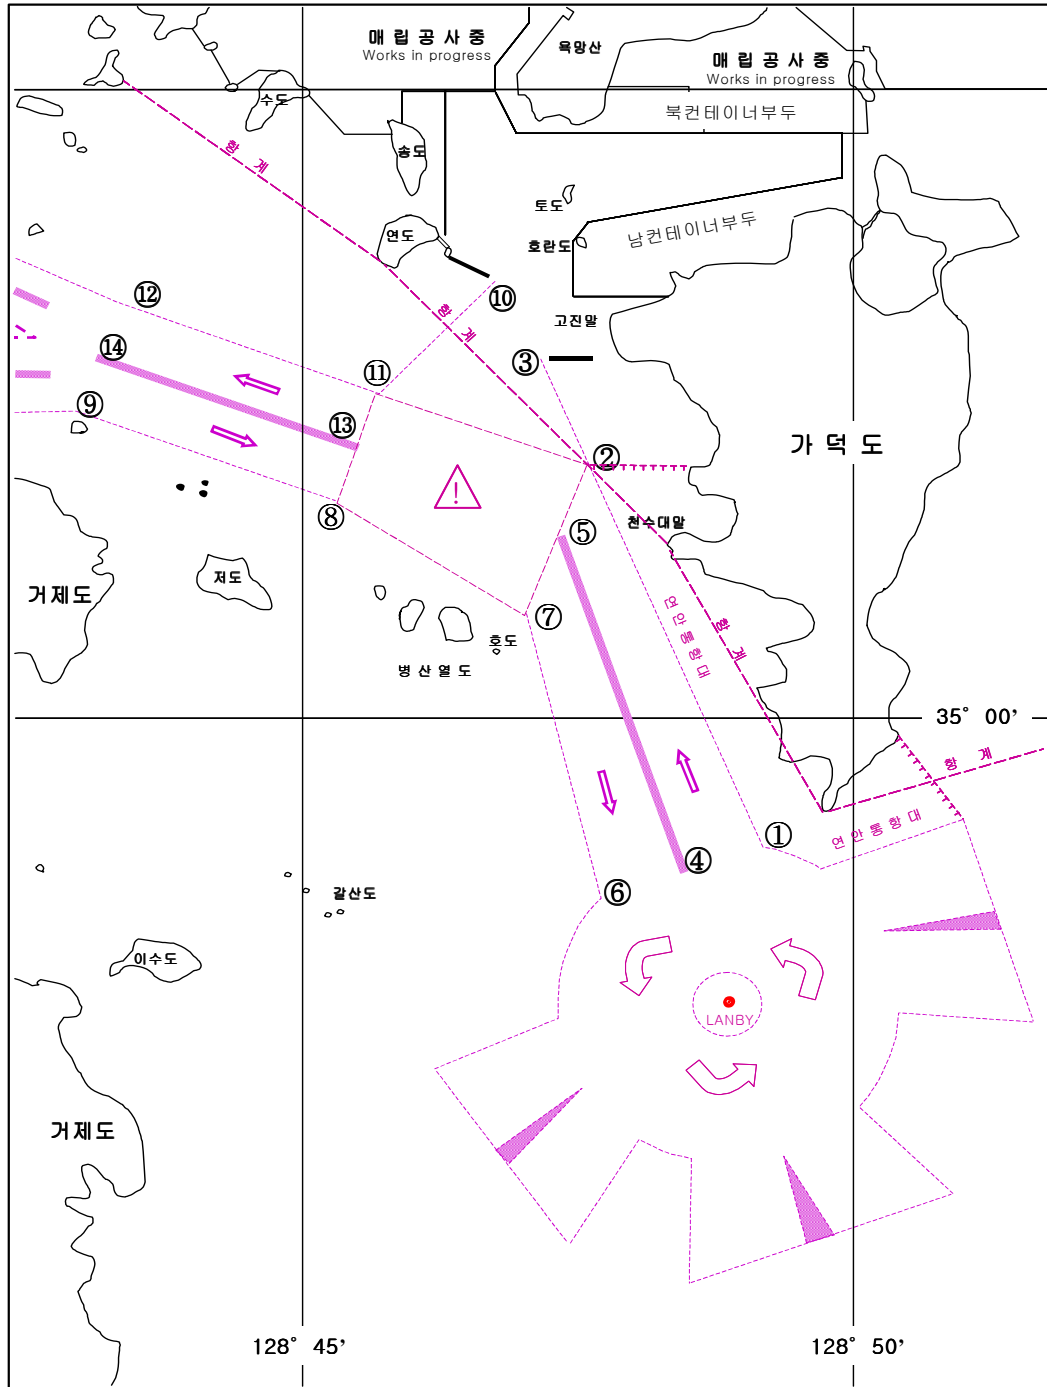 매 립 공 사 중
Works in progress
욕망산
매 립 공 사 중
Works in progress
수도
북컨테이너부두
항 계
송도
토도
남컨테이너부두
연도
호란도
⑫
⑩
항 계
고진말
⑭
③
⑪
⑨
⑬
②
가 덕 도
!
⑧
천수대말
⑤
저도
거제도
연안통항대
⑦
항 계
홍도
병 산 열 도
35° 00'
항 계
①
연안통항대
④
⑥
갈산도
이수도
LANBY
거제도
128° 45'
128° 50'